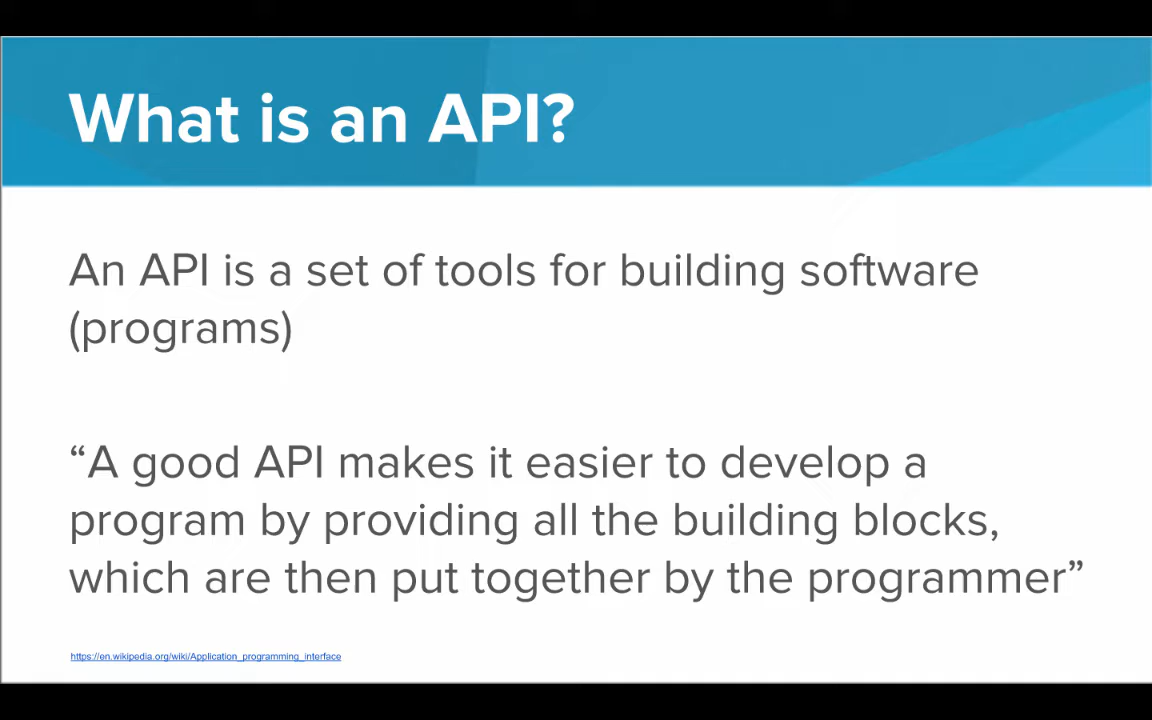 What is an API?
An API is a set of tools for building software
(programs)
“A good API makes it easier to develop a
program by providing all the building blocks,
which are then put together by the programmer”
https://en.wikipedia.org/wiki/Application_programming_interface